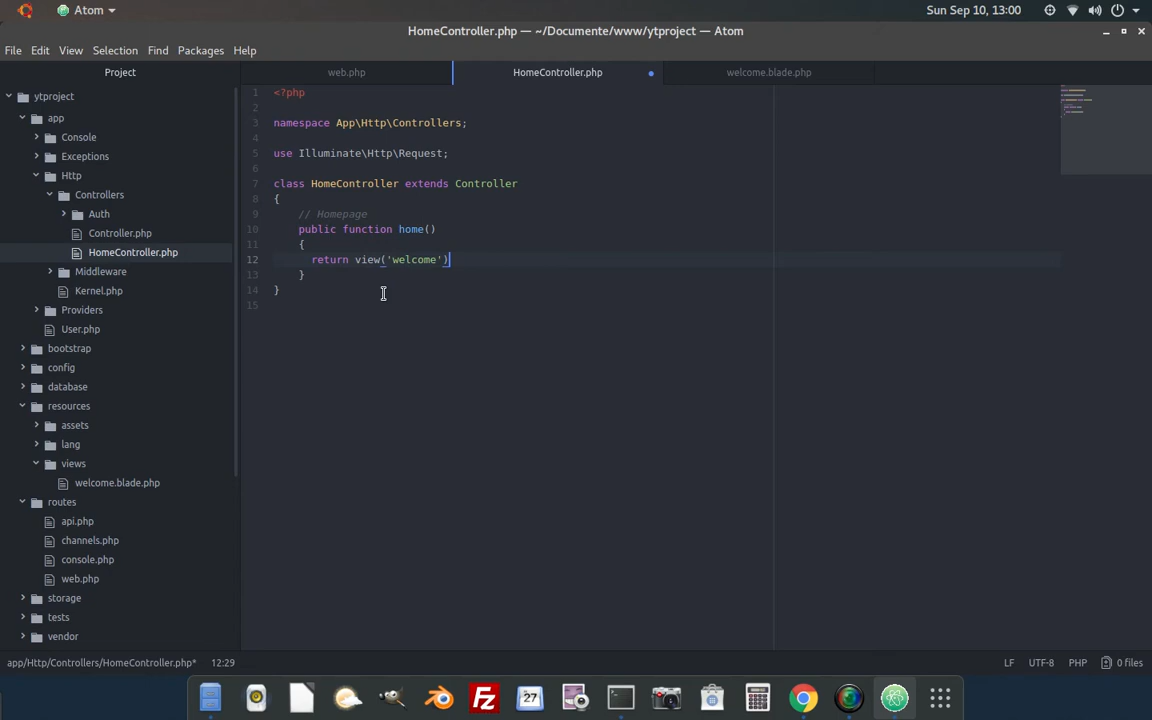 Atom
Sun Sep 10, 13:00
HomeController.php — ~/Documente/www/ytproject — Atom
File Edit View Selection Find Packages Help
Project
web.php
HomeController.php
welcome.blade.php
ytproject
app
Console
Exceptions
Http
Controllers
Auth
Controller.php
HomeController.php
Middleware
Kernel.php
Providers
User.php
bootstrap
config
database
resources
assets
lang
views
welcome.blade.php
routes
api.php
channels.php
console.php
web.php
storage
tests
vendor
1 <?php
2
3 namespace App\Http\Controllers;
4
5 use Illuminate\Http\Request;
6
7 class HomeController extends Controller
8 {
9 // Homepage
10 public function home()
11 {
12 return view('welcome')
13 }
14 }
15
app/Http/Controllers/HomeController.php* 12:29
LF UTF-8 PHP 0 files
Fz
27